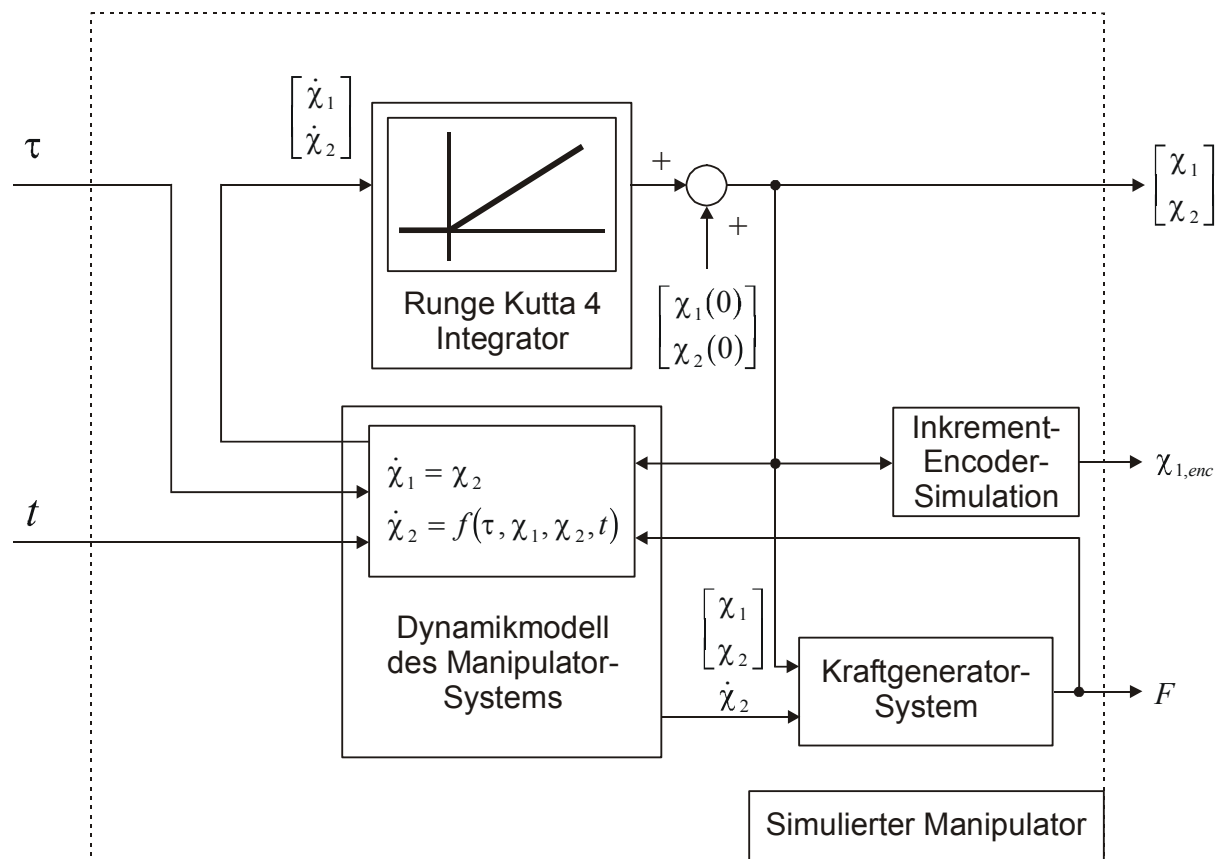 τ
[χ̇₁
χ̇₂]
+
+
[χ₁
χ₂]
Runge Kutta 4
Integrator
[χ₁(0)
χ₂(0)]
t
χ̇₁ = χ₂
χ̇₂ = f(τ, χ₁, χ₂, t)
Dynamikmodell
des Manipulator-
Systems
Inkrement-
Encoder-
Simulation
χ₁,enc
[χ₁
χ₂]
χ̇₂
Kraftgenerator-
System
F
Simulierter Manipulator